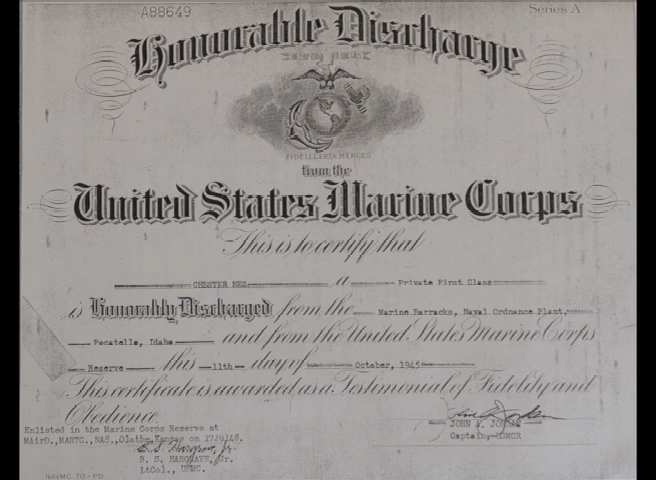 A88649 Series A
Honorable Discharge
from the
United States Marine Corps
This is to certify that
CHESTER NEZ a Private First Class
is Honorably Discharged from the Marine Barracks, Naval Ordnance Plant,
Pocatello, Idaho and from the United States Marine Corps
Reserve this 11th day of October, 1945
This certificate is awarded as a Testimonial of Fidelity and
Obedience
JOHN
Captain USMCR
Enlisted in the Marine Corps Reserve at
MAirD., MARTC., NAS., Olathe, Kansas on
B. S. HARGRAVE, Jr.
LtCol., USMC.
NAVMC 70-PD